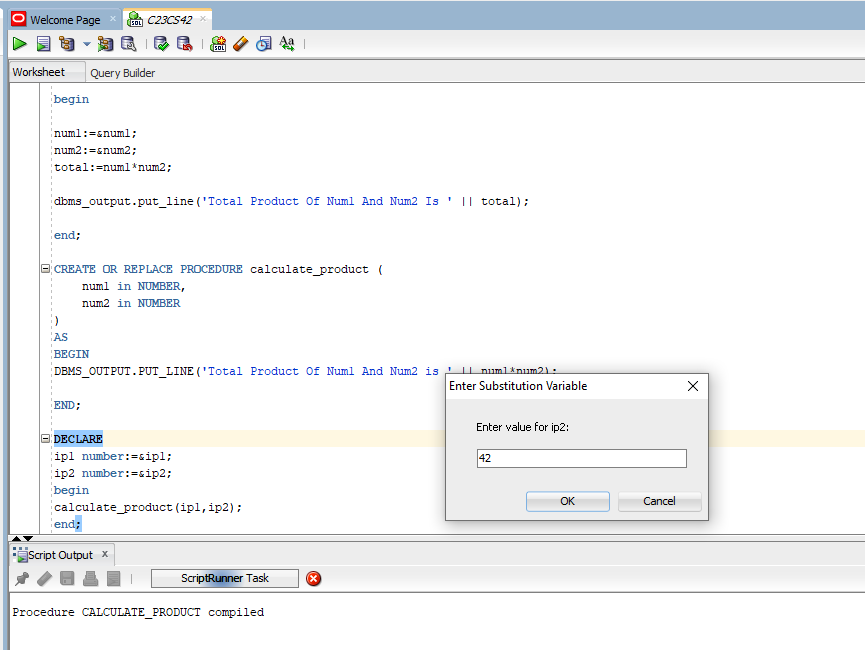 Welcome Page
C23CS42
Worksheet
Query Builder
begin
num1:=&num1;
num2:=&num2;
total:=num1*num2;
dbms_output.put_line('Total Product Of Num1 And Num2 Is ' || total);
end;
CREATE OR REPLACE PROCEDURE calculate_product (
num1 in NUMBER,
num2 in NUMBER
)
AS
BEGIN
DBMS_OUTPUT.PUT_LINE('Total Product Of Num1 And Num2 is ' || num1*num2);
END;
DECLARE
ip1 number:=&ip1;
ip2 number:=&ip2;
begin
calculate_product(ip1,ip2);
end;
Enter Substitution Variable
Enter value for ip2:
42
OK
Cancel
Script Output
ScriptRunner Task
Procedure CALCULATE_PRODUCT compiled